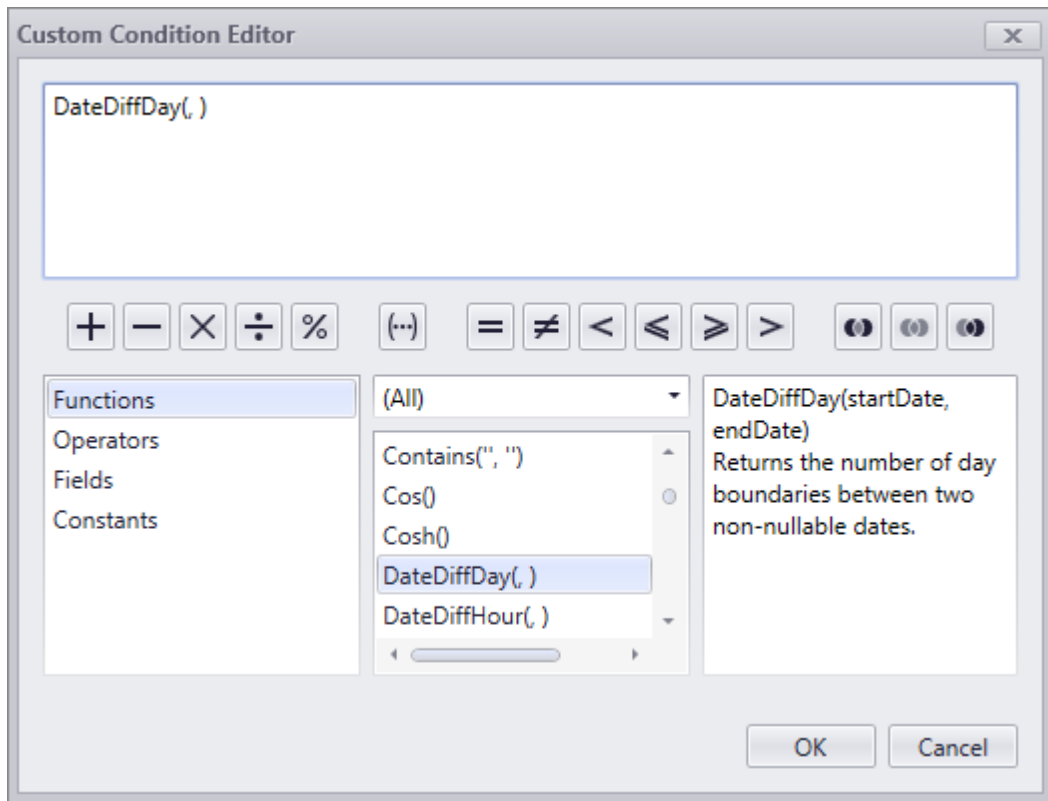 Custom Condition Editor
DateDiffDay(, )
(···)
Functions
Operators
Fields
Constants
(All)
Contains('', '')
Cos()
Cosh()
DateDiffDay(, )
DateDiffHour(, )
DateDiffDay(startDate,
endDate)
Returns the number of day
boundaries between two
non-nullable dates.
OK
Cancel